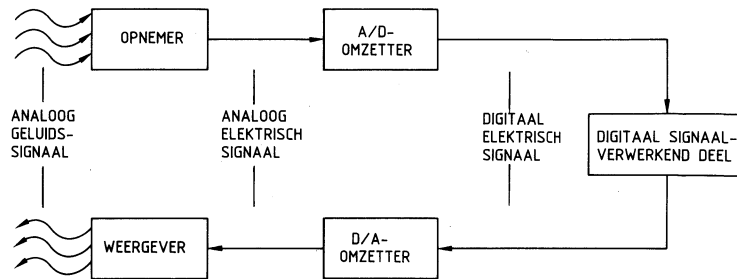 OPNEMER
A/D-
OMZETTER
ANALOOG
GELUIDS-
SIGNAAL
ANALOOG
ELEKTRISCH
SIGNAAL
DIGITAAL
ELEKTRISCH
SIGNAAL
DIGITAAL SIGNAAL-
VERWERKEND DEEL
WEERGEVER
D/A-
OMZETTER